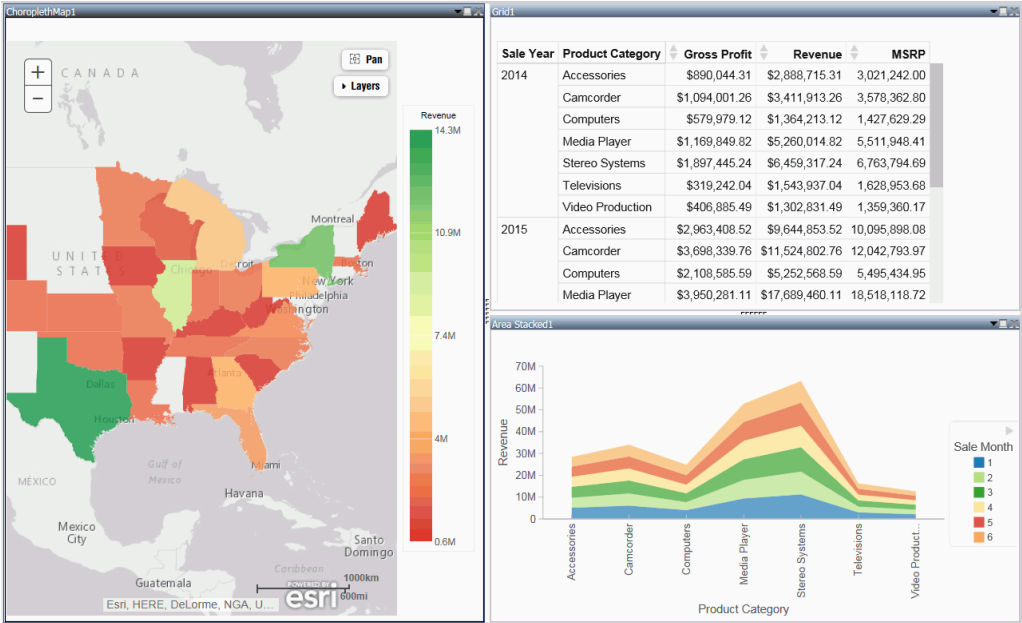 ChoroplethMap1
+
−
Pan
Layers
CANADA
UNITED
STATES
Montreal
Detroit
Chicago
Boston
New York
Philadelphia
Washington
Atlanta
Dallas
Houston
Miami
Gulf of
Mexico
MÉXICO
Havana
Mexico
City
Santo
Domingo
Caribbean
Guatemala
1000km
600mi
POWERED BY
esri
Esri, HERE, DeLorme, NGA, U...
Revenue
14.3M
10.9M
7.4M
4M
0.6M
Grid1
Sale Year Product Category Gross Profit Revenue MSRP
2014 Accessories $890,044.31 $2,888,715.31 3,021,242.00
Camcorder $1,094,001.26 $3,411,913.26 3,578,362.80
Computers $579,979.12 $1,364,213.12 1,427,629.29
Media Player $1,169,849.82 $5,260,014.82 5,511,948.41
Stereo Systems $1,897,445.24 $6,459,317.24 6,763,794.69
Televisions $319,242.04 $1,543,937.04 1,628,953.68
Video Production $406,885.49 $1,302,831.49 1,359,360.17
2015 Accessories $2,963,408.52 $9,644,853.52 10,095,898.08
Camcorder $3,698,339.76 $11,524,802.76 12,042,793.97
Computers $2,108,585.59 $5,252,568.59 5,495,434.95
Media Player $3,950,281.11 $17,689,460.11 18,518,118.72
Area Stacked1
70M
60M
50M
40M
30M
20M
10M
0
Revenue
Accessories
Camcorder
Computers
Media Player
Stereo Systems
Televisions
Video Product...
Product Category
Sale Month
1
2
3
4
5
6